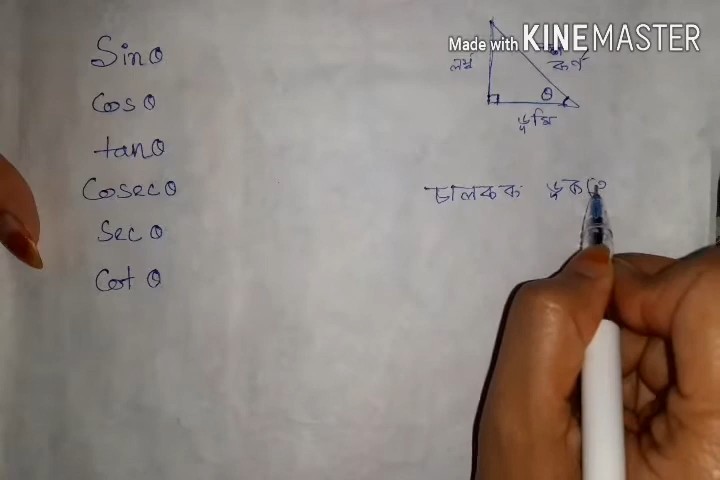 Made with KINEMASTER
Sinθ
লম্ব
কর্ণ
θ
ভূমি
Cosθ
tanθ
Cosecθ
চালকক ভূক
Secθ
Cotθ